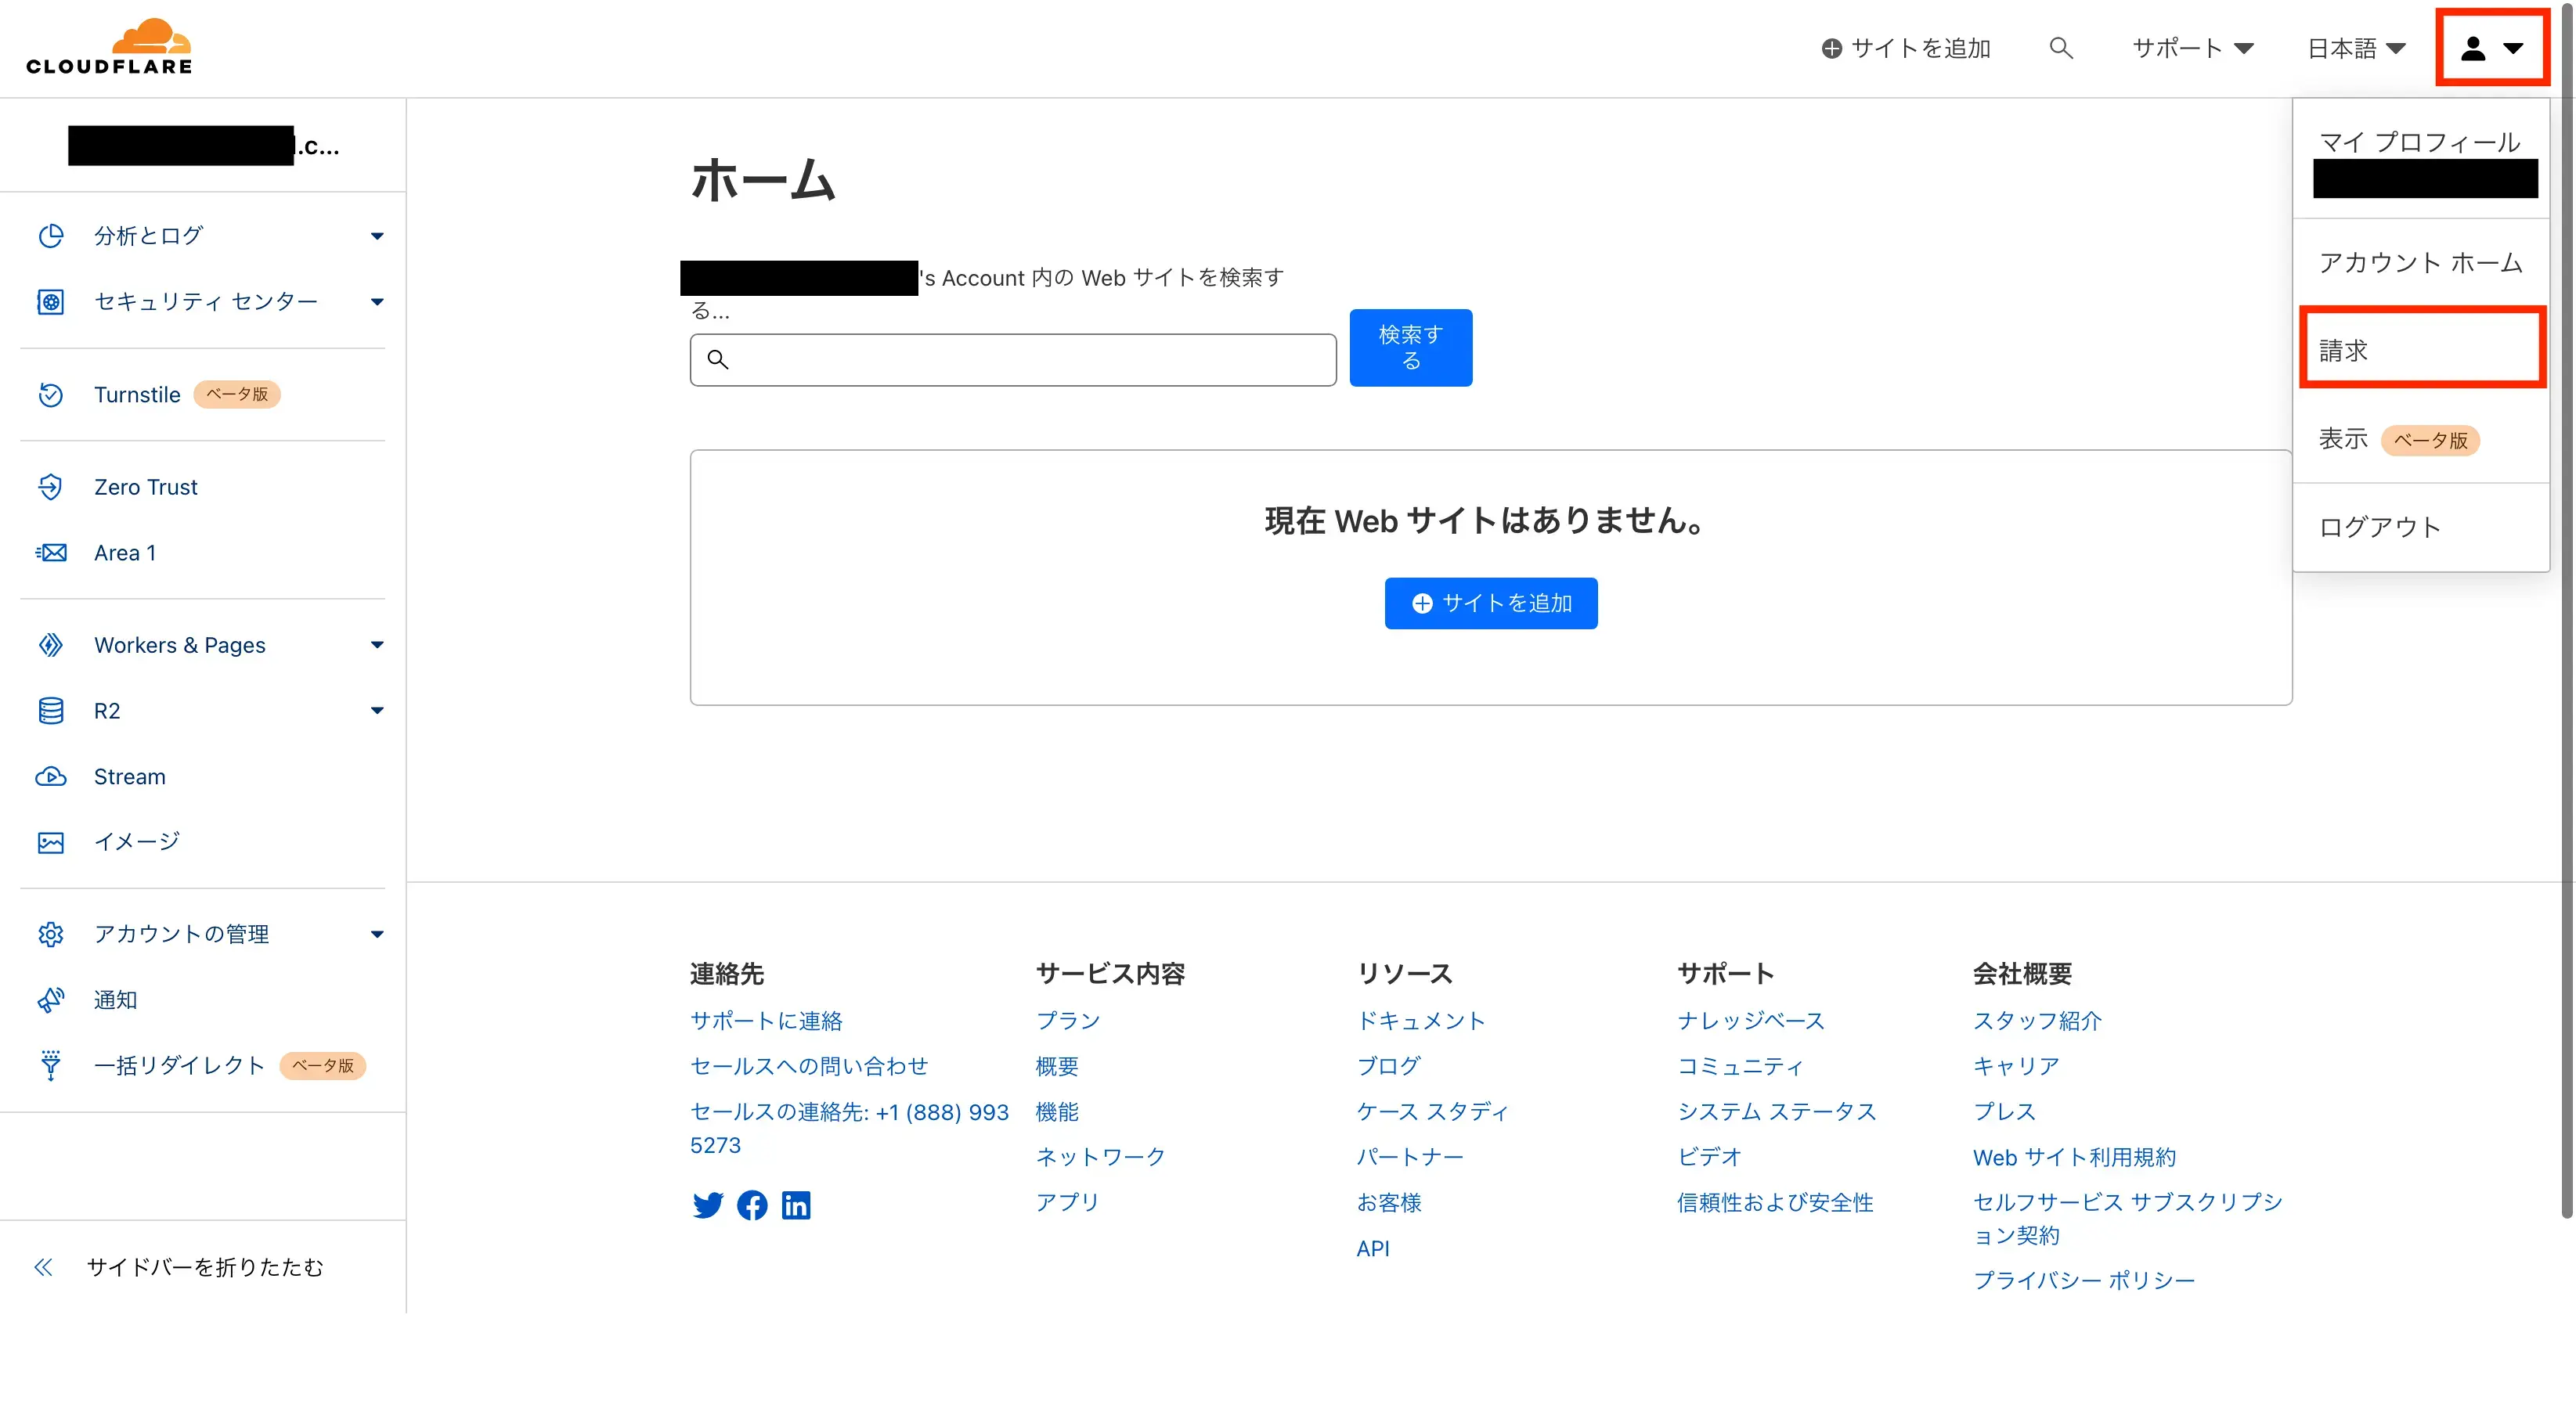 CLOUDFLARE
サイトを追加
サポート
日本語
.c...
分析とログ
セキュリティ センター
Turnstile ベータ版
Zero Trust
Area 1
Workers & Pages
R2
Stream
イメージ
アカウントの管理
通知
一括リダイレクト ベータ版
サイドバーを折りたたむ
ホーム
's Account 内の Web サイトを検索す
る...
検索す
る
現在 Web サイトはありません。
サイトを追加
マイ プロフィール
アカウント ホーム
請求
表示 ベータ版
ログアウト
連絡先
サポートに連絡
セールスへの問い合わせ
セールスの連絡先: +1 (888) 993
5273
サービス内容
プラン
概要
機能
ネットワーク
アプリ
リソース
ドキュメント
ブログ
ケース スタディ
パートナー
お客様
API
サポート
ナレッジベース
コミュニティ
システム ステータス
ビデオ
信頼性および安全性
会社概要
スタッフ紹介
キャリア
プレス
Web サイト利用規約
セルフサービス サブスクリプシ
ョン契約
プライバシー ポリシー